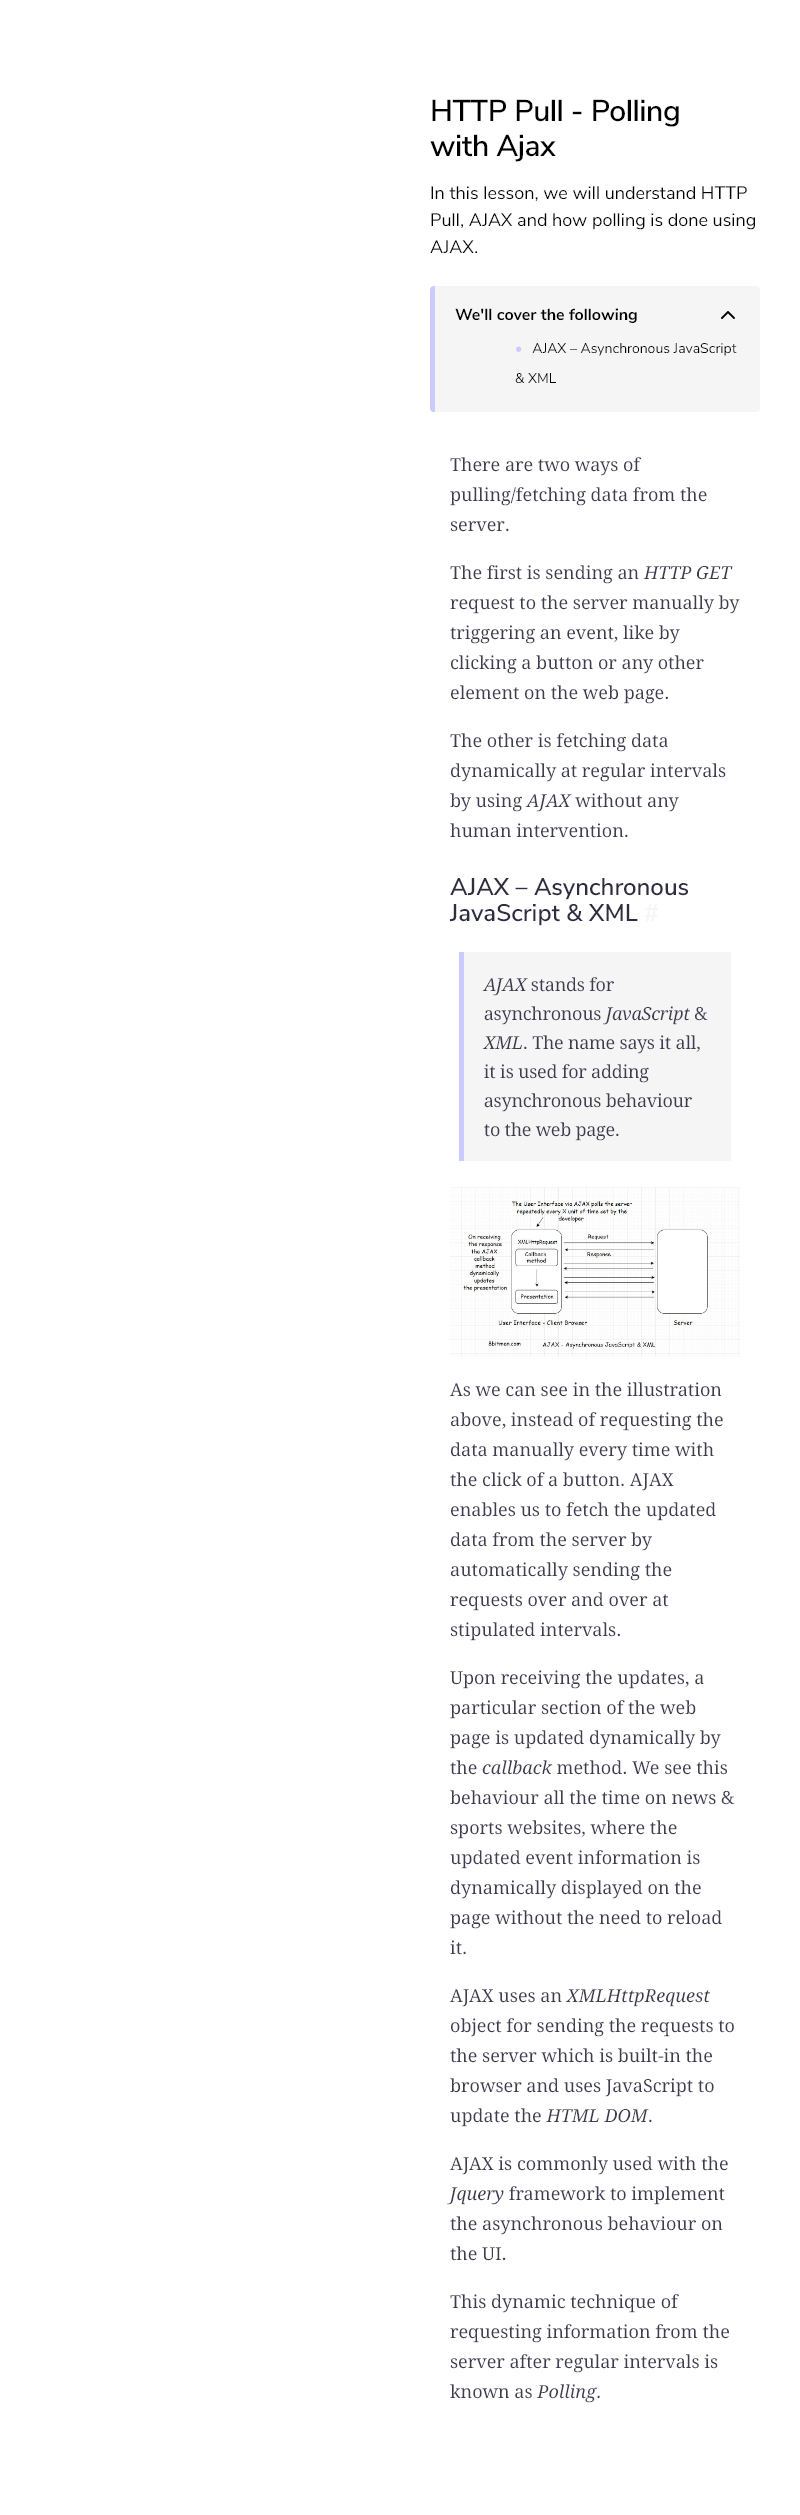 HTTP Pull - Polling
with Ajax
In this lesson, we will understand HTTP
Pull, AJAX and how polling is done using
AJAX.
We'll cover the following
• AJAX – Asynchronous JavaScript
& XML
There are two ways of
pulling/fetching data from the
server.
The first is sending an HTTP GET
request to the server manually by
triggering an event, like by
clicking a button or any other
element on the web page.
The other is fetching data
dynamically at regular intervals
by using AJAX without any
human intervention.
AJAX – Asynchronous
JavaScript & XML #
AJAX stands for
asynchronous JavaScript &
XML. The name says it all,
it is used for adding
asynchronous behaviour
to the web page.
The User Interface via AJAX polls the server
repeatedly every X unit of time set by the
developer
On receiving
the response
the AJAX
callback
method
dynamically
updates
the presentation
XMLHttpRequest
Callback
method
Presentation
Request
Response
User Interface - Client Browser
Server
8bitmen.com
AJAX - Asynchronous JavaScript & XML
As we can see in the illustration
above, instead of requesting the
data manually every time with
the click of a button. AJAX
enables us to fetch the updated
data from the server by
automatically sending the
requests over and over at
stipulated intervals.
Upon receiving the updates, a
particular section of the web
page is updated dynamically by
the callback method. We see this
behaviour all the time on news &
sports websites, where the
updated event information is
dynamically displayed on the
page without the need to reload
it.
AJAX uses an XMLHttpRequest
object for sending the requests to
the server which is built-in the
browser and uses JavaScript to
update the HTML DOM.
AJAX is commonly used with the
Jquery framework to implement
the asynchronous behaviour on
the UI.
This dynamic technique of
requesting information from the
server after regular intervals is
known as Polling.